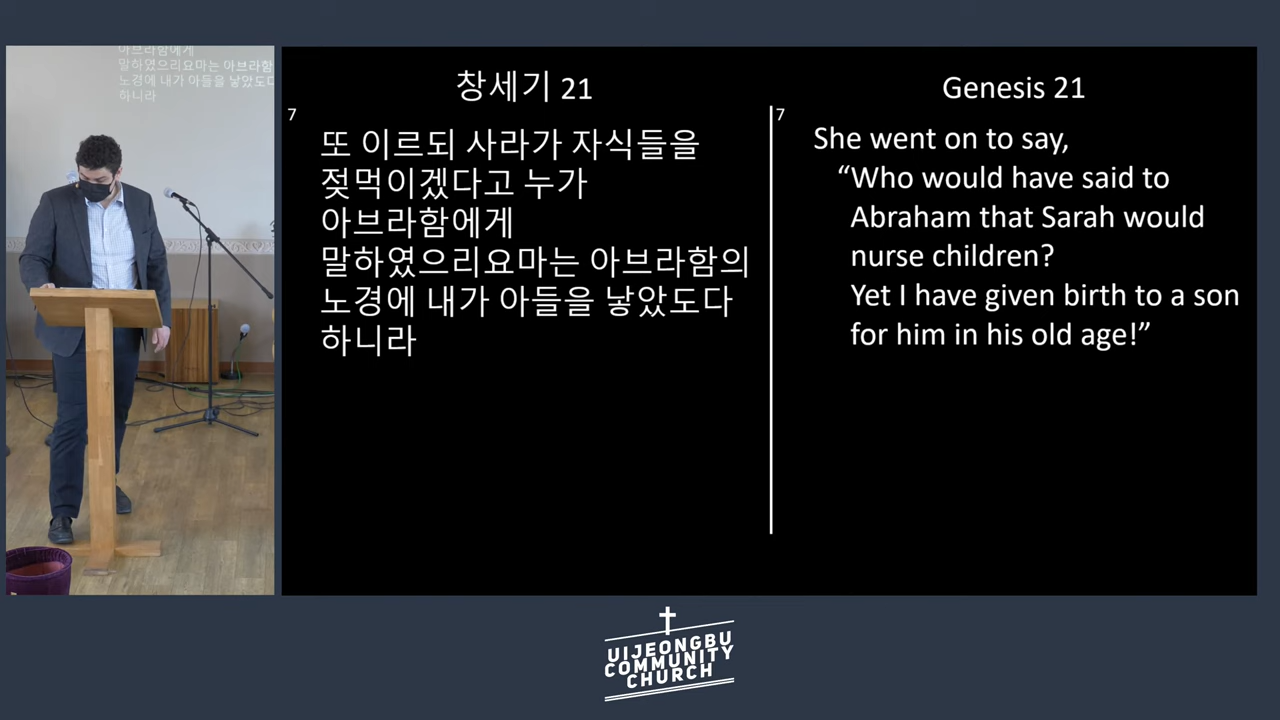 아브라함에게
말하였으리요마는 아브라함
노경에 내가 아들을 낳았도다
하니라
창세기 21
7
또 이르되 사라가 자식들을
젖먹이겠다고 누가
아브라함에게
말하였으리요마는 아브라함의
노경에 내가 아들을 낳았도다
하니라
Genesis 21
7
She went on to say,
“Who would have said to
Abraham that Sarah would
nurse children?
Yet I have given birth to a son
for him in his old age!”
UIJEONGBU
COMMUNITY
CHURCH